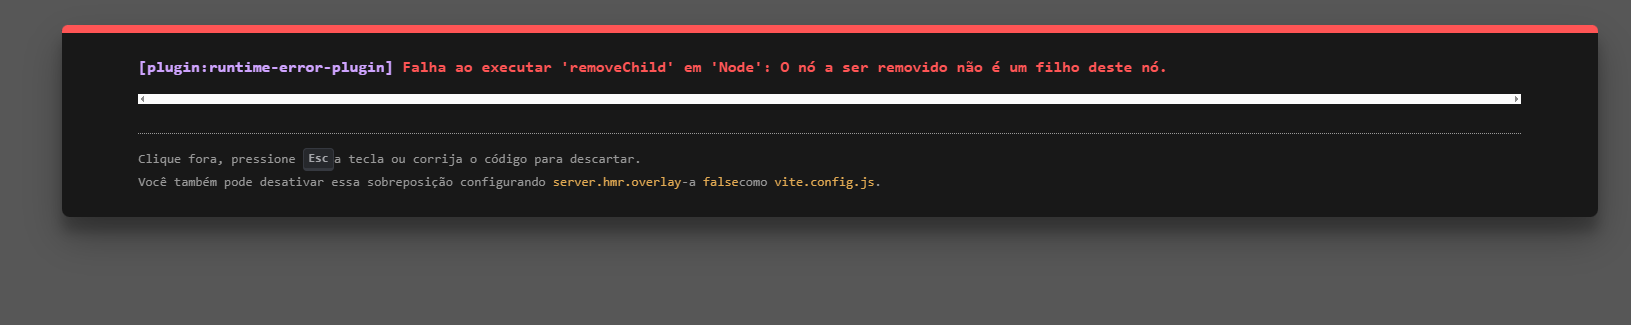 [plugin:runtime-error-plugin] Falha ao executar 'removeChild' em 'Node': O nó a ser removido não é um filho deste nó.
Clique fora, pressione Esc a tecla ou corrija o código para descartar.
Você também pode desativar essa sobreposição configurando server.hmr.overlay-a falsecomo vite.config.js.